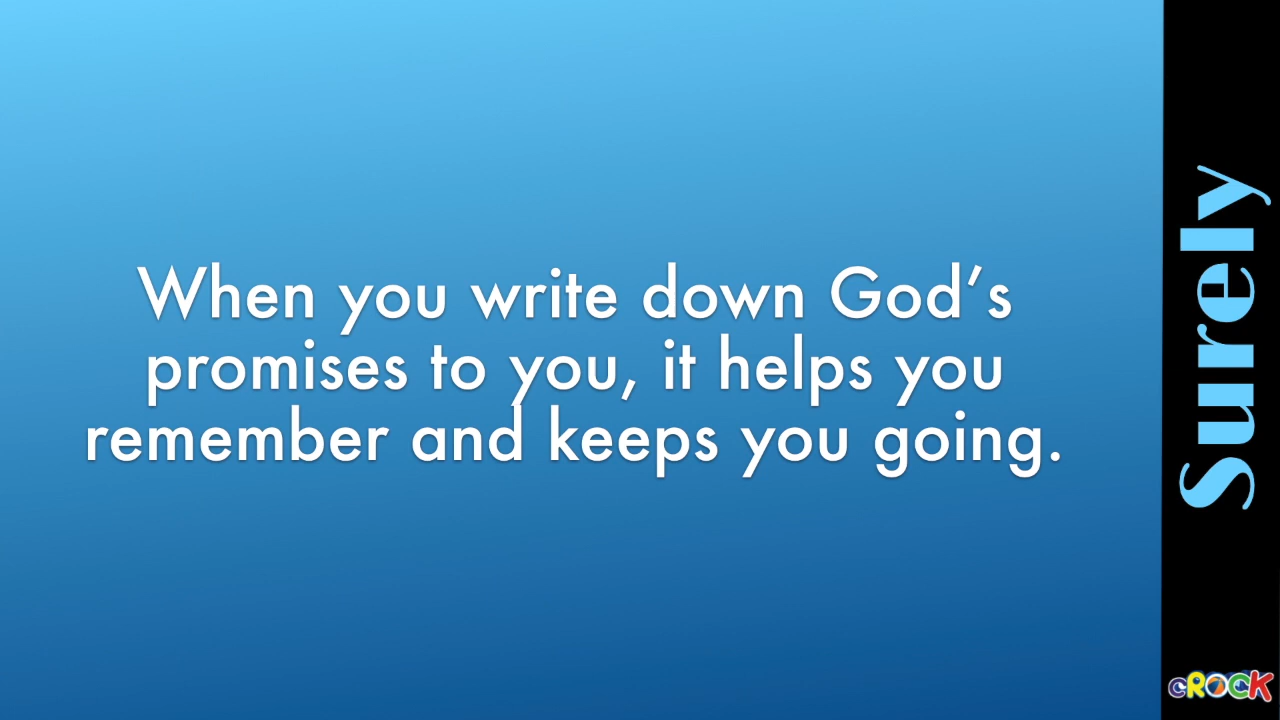 When you write down God’s
promises to you, it helps you
remember and keeps you going.
Surely
cROCK